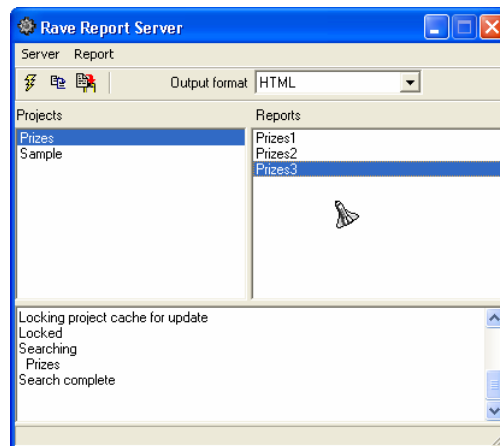 Rave Report Server
Server Report
Output format HTML
Projects Reports
Prizes
Sample
Prizes1
Prizes2
Prizes3
Locking project cache for update
Locked
Searching
Prizes
Search complete